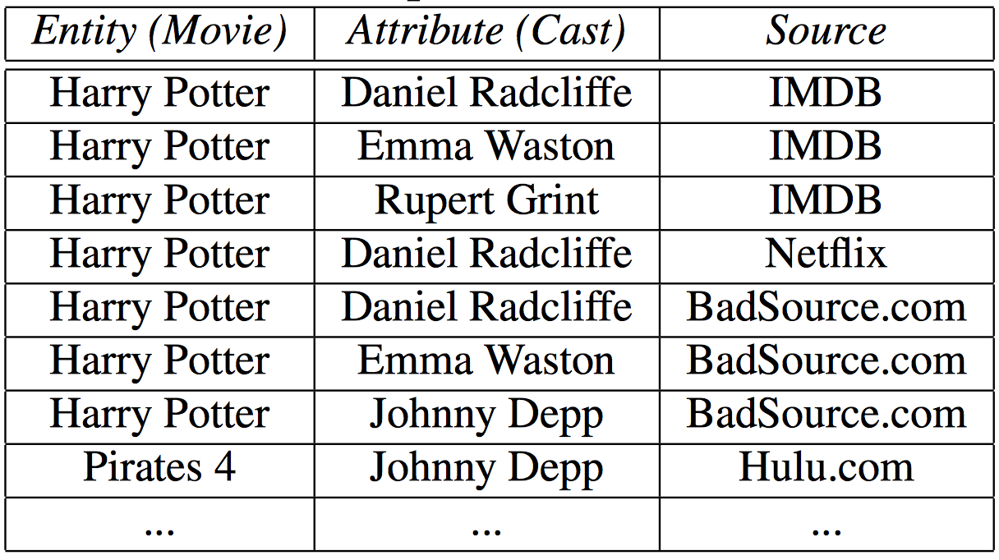 Entity (Movie) Attribute (Cast) Source
Harry Potter Daniel Radcliffe IMDB
Harry Potter Emma Waston IMDB
Harry Potter Rupert Grint IMDB
Harry Potter Daniel Radcliffe Netflix
Harry Potter Daniel Radcliffe BadSource.com
Harry Potter Emma Waston BadSource.com
Harry Potter Johnny Depp BadSource.com
Pirates 4 Johnny Depp Hulu.com
... ... ...